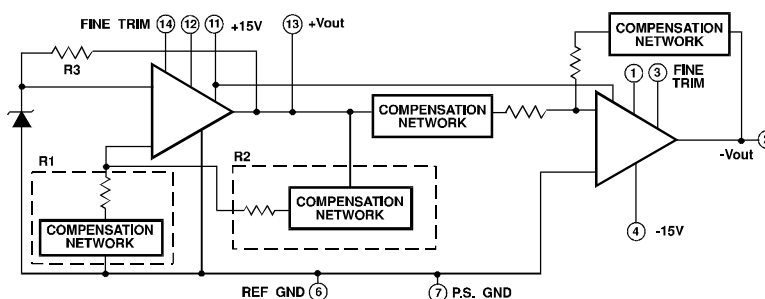 FINE TRIM 14 12 11 +15V 13 +Vout
COMPENSATION
NETWORK
R3
1 3 FINE
TRIM
COMPENSATION
NETWORK
R1
R2
-Vout
COMPENSATION
NETWORK
COMPENSATION
NETWORK
4 -15V
REF GND 6
7 P.S. GND